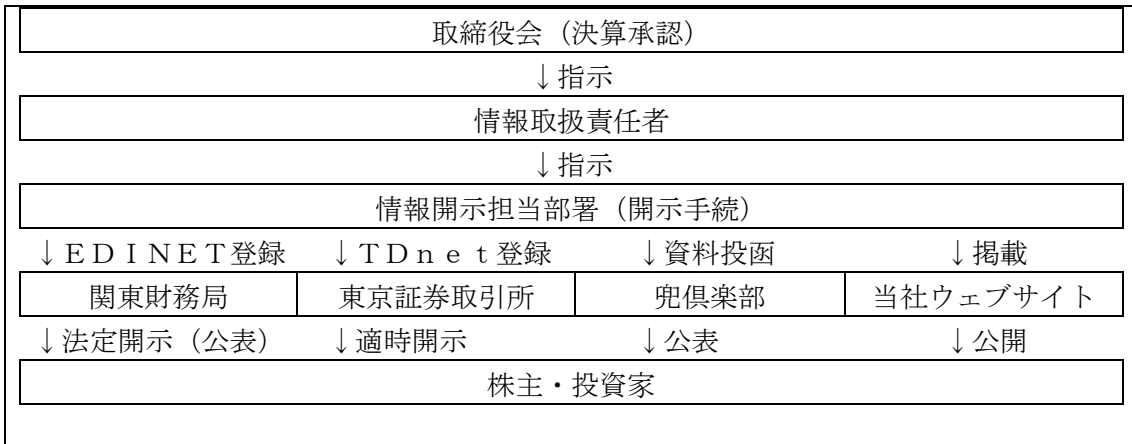 取締役会（決算承認）
↓指示
情報取扱責任者
↓指示
情報開示担当部署（開示手続）
↓ＥＤＩＮＥＴ登録 ↓ＴＤｎｅｔ登録 ↓資料投函 ↓掲載
関東財務局 東京証券取引所 兜倶楽部 当社ウェブサイト
↓法定開示（公表） ↓適時開示 ↓公表 ↓公開
株主・投資家